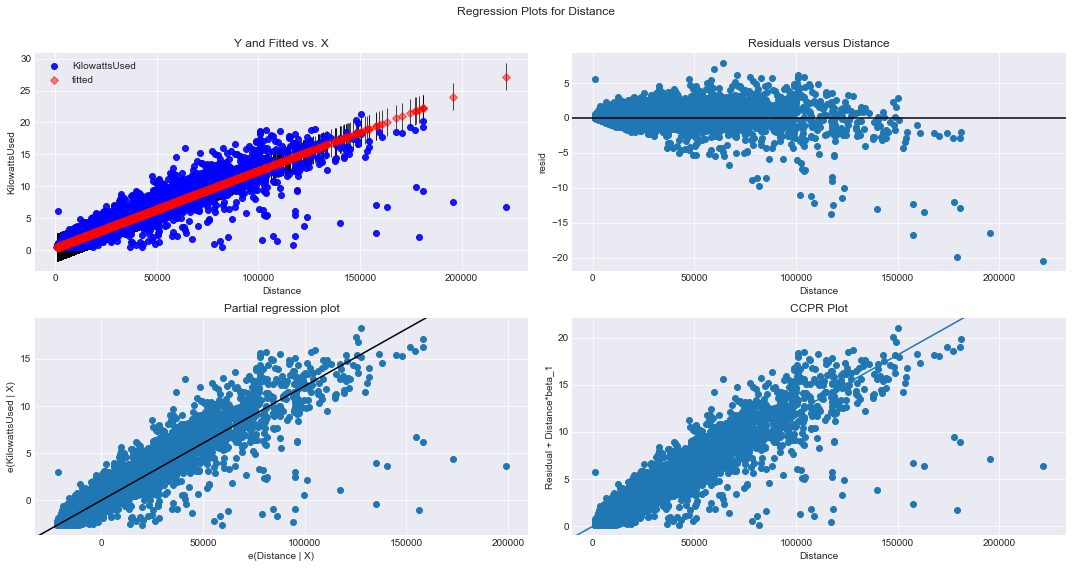 Regression Plots for Distance
Y and Fitted vs. X
KilowattsUsed
fitted
30
25
20
15
10
5
0
KilowattsUsed
0 50000 100000 150000 200000
Distance
Residuals versus Distance
5
0
−5
−10
−15
−20
resid
0 50000 100000 150000 200000
Distance
Partial regression plot
15
10
5
0
e(KilowattsUsed | X)
0 50000 100000 150000 200000
e(Distance | X)
CCPR Plot
20
15
10
5
0
Residual + Distance*beta_1
0 50000 100000 150000 200000
Distance